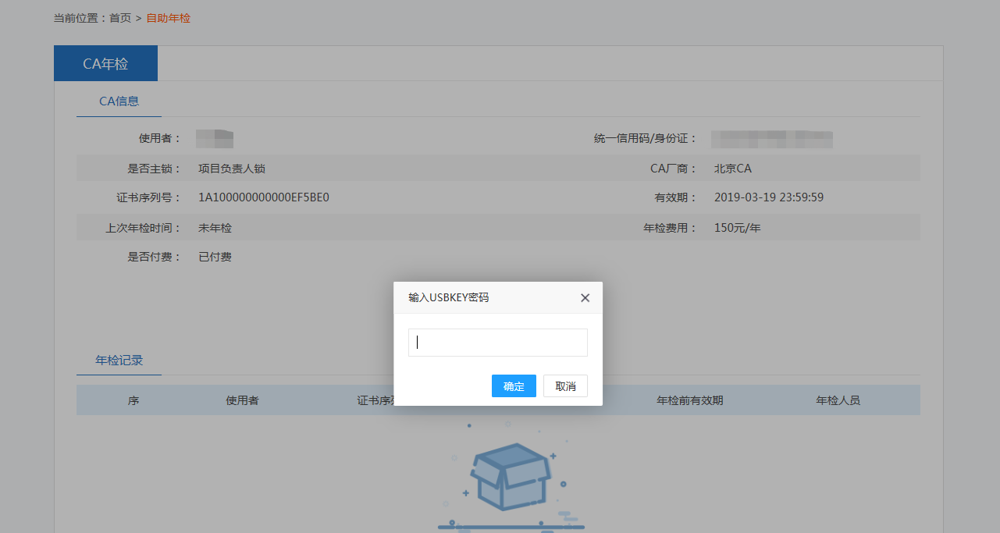 当前位置：首页 > 自助年检
CA年检
CA信息
使用者： 统一信用码/身份证：
是否主锁： 项目负责人锁 CA厂商： 北京CA
证书序列号： 1A100000000000EF5BE0 有效期： 2019-03-19 23:59:59
上次年检时间： 未年检 年检费用： 150元/年
是否付费： 已付费
输入USBKEY密码
确定 取消
年检记录
序 使用者 证书序 年检前有效期 年检人员